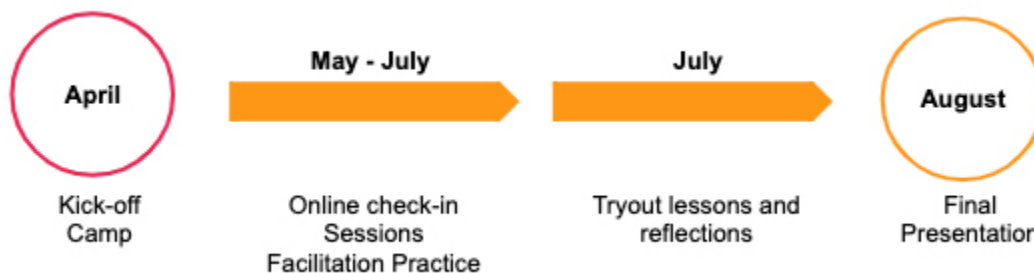 April
Kick-off
Camp
May - July
Online check-in
Sessions
Facilitation Practice
July
Tryout lessons and
reflections
August
Final
Presentation